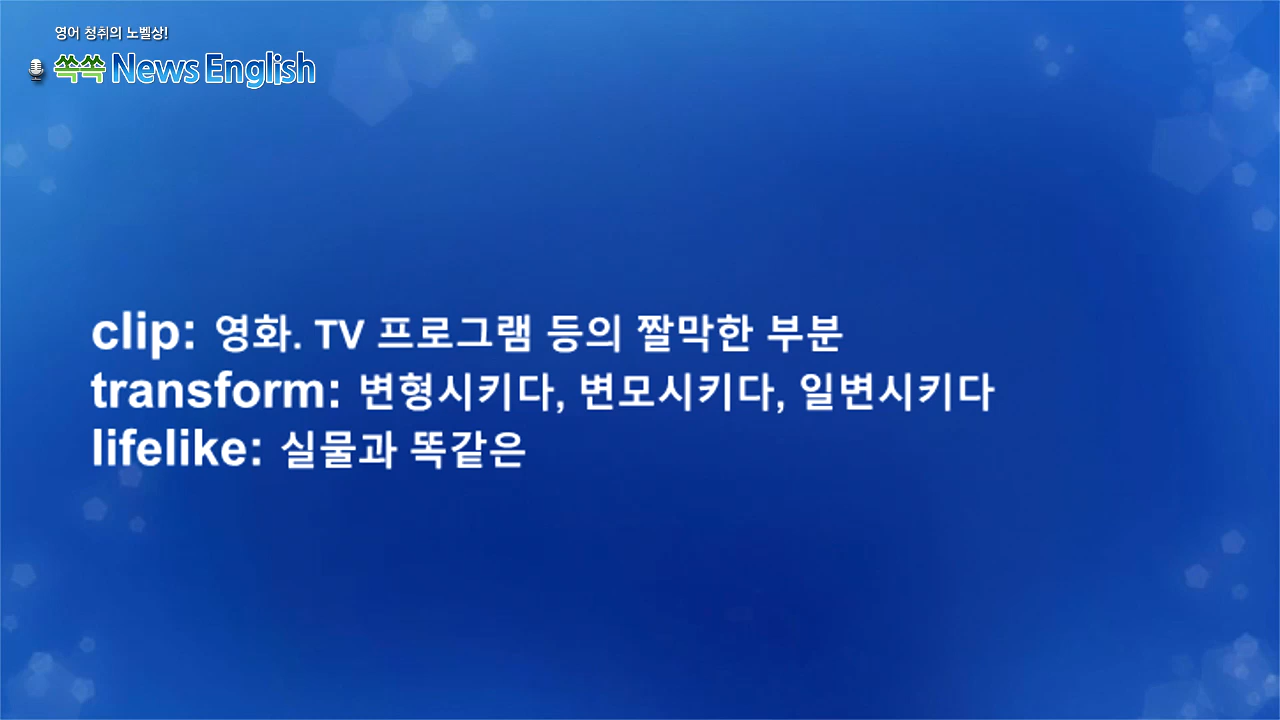 영어 청취의 노벨상!
쏙쏙 News English
clip: 영화. TV 프로그램 등의 짤막한 부분
transform: 변형시키다, 변모시키다, 일변시키다
lifelike: 실물과 똑같은